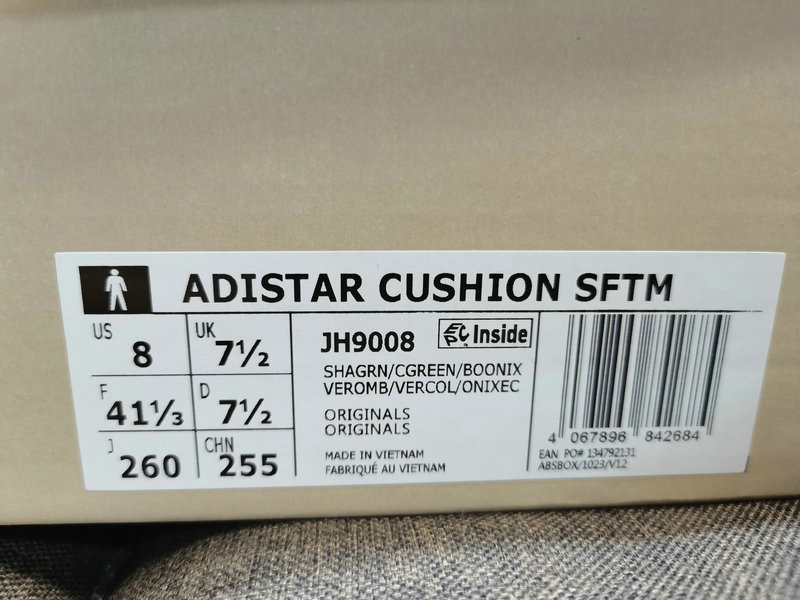 ADISTAR CUSHION SFTM
US 8 UK 7½
F 41⅓ D 7½
J 260 CHN 255
JH9008 EPC Inside
SHAGRN/CGREEN/BOONIX
VEROMB/VERCOL/ONIXEC
ORIGINALS
ORIGINALS
MADE IN VIETNAM
FABRIQUÉ AU VIETNAM
4 067896 842684
EAN PO# 134792131
ABSBOX/1023/V12